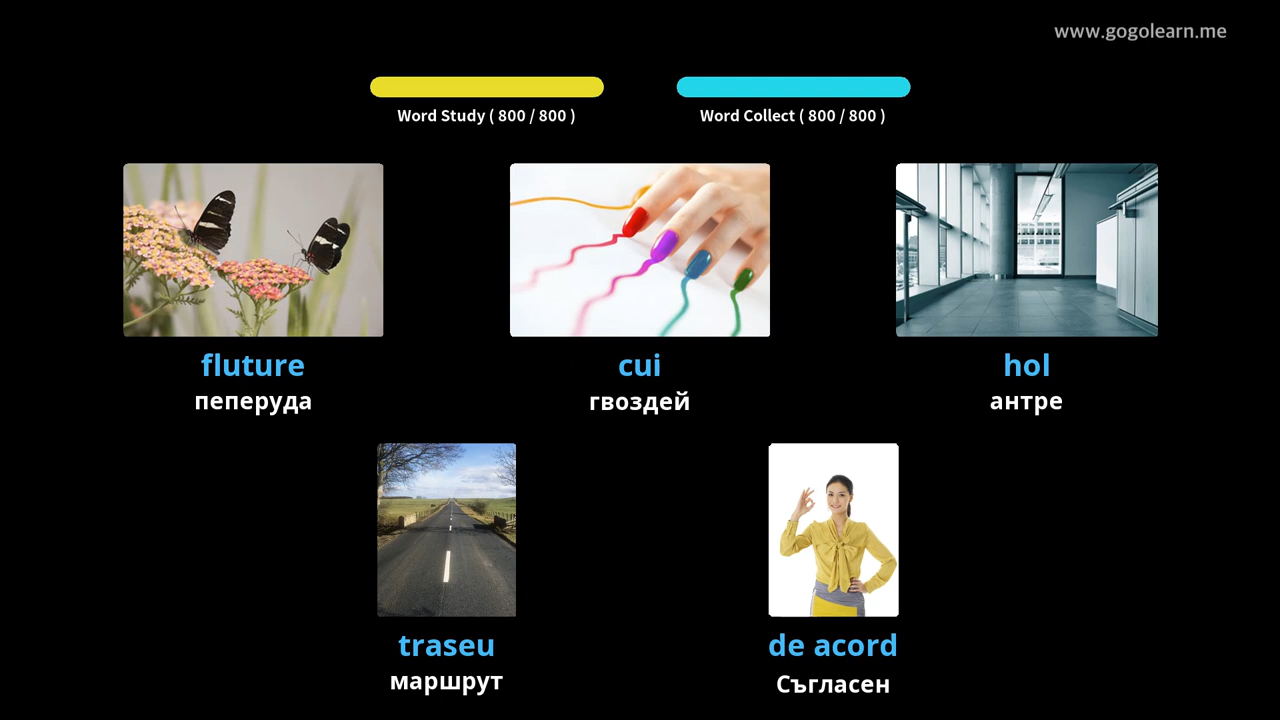 www.gogolearn.me
Word Study ( 800 / 800 )
Word Collect ( 800 / 800 )
fluture
пеперуда
cui
гвоздей
hol
антре
traseu
маршрут
de acord
Съгласен